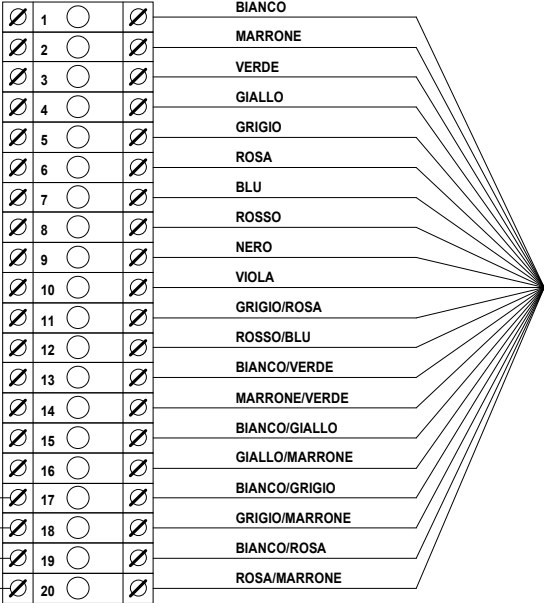 BIANCO
1
MARRONE
2
VERDE
3
GIALLO
4
GRIGIO
5
ROSA
6
BLU
7
ROSSO
8
NERO
9
VIOLA
10
GRIGIO/ROSA
11
ROSSO/BLU
12
BIANCO/VERDE
13
MARRONE/VERDE
14
BIANCO/GIALLO
15
GIALLO/MARRONE
16
BIANCO/GRIGIO
17
GRIGIO/MARRONE
18
BIANCO/ROSA
19
ROSA/MARRONE
20